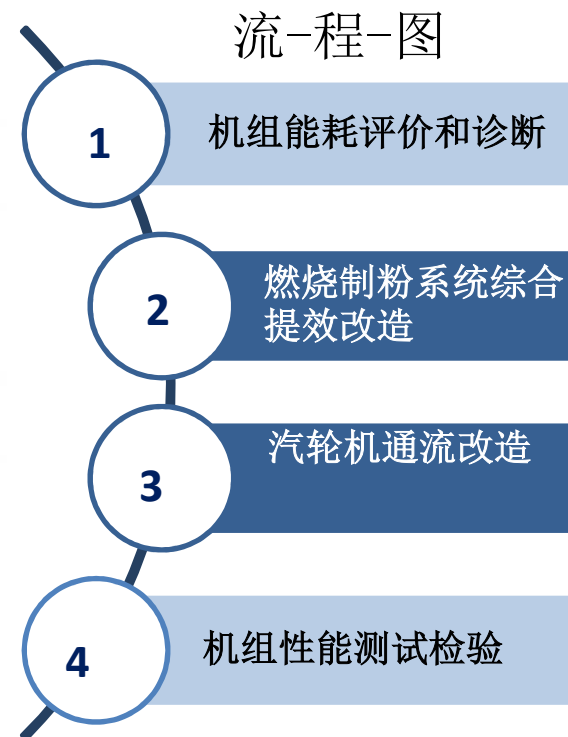 流-程-图
1
机组能耗评价和诊断
2
燃烧制粉系统综合
提效改造
3
汽轮机通流改造
4
机组性能测试检验